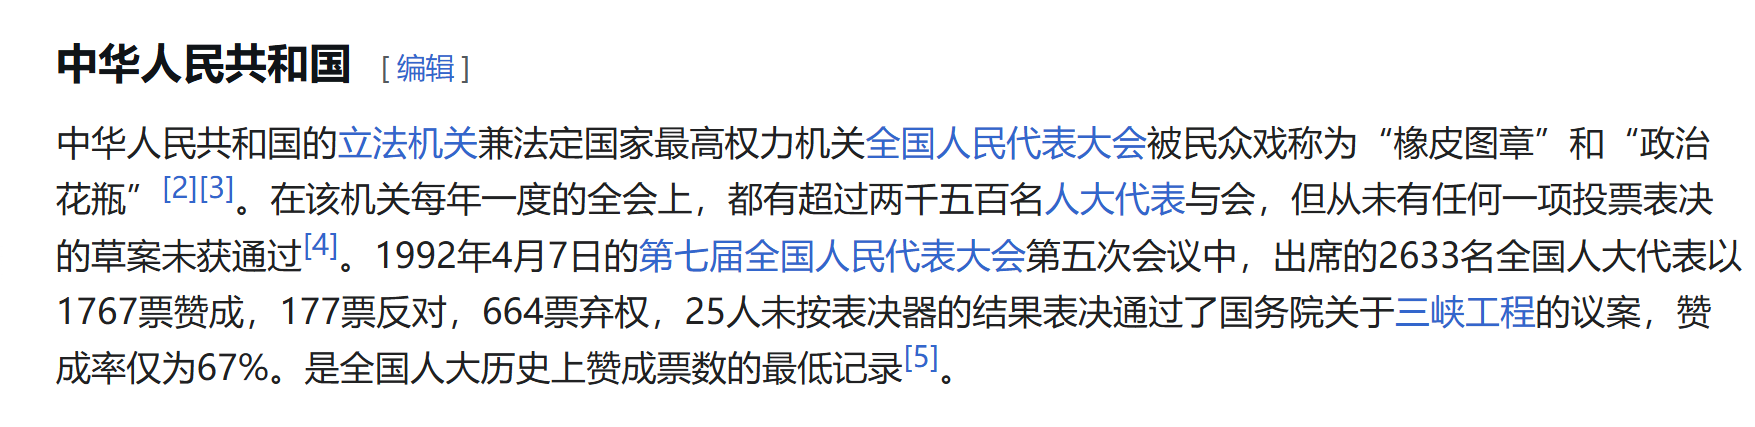 中华人民共和国 [编辑]
中华人民共和国的立法机关兼法定国家最高权力机关全国人民代表大会被民众戏称为“橡皮图章”和“政治
花瓶”[2][3]。在该机关每年一度的全会上，都有超过两千五百名人大代表与会，但从未有任何一项投票表决
的草案未获通过[4]。1992年4月7日的第七届全国人民代表大会第五次会议中，出席的2633名全国人大代表以
1767票赞成，177票反对，664票弃权，25人未按表决器的结果表决通过了国务院关于三峡工程的议案，赞
成率仅为67%。是全国人大历史上赞成票数的最低记录[5]。